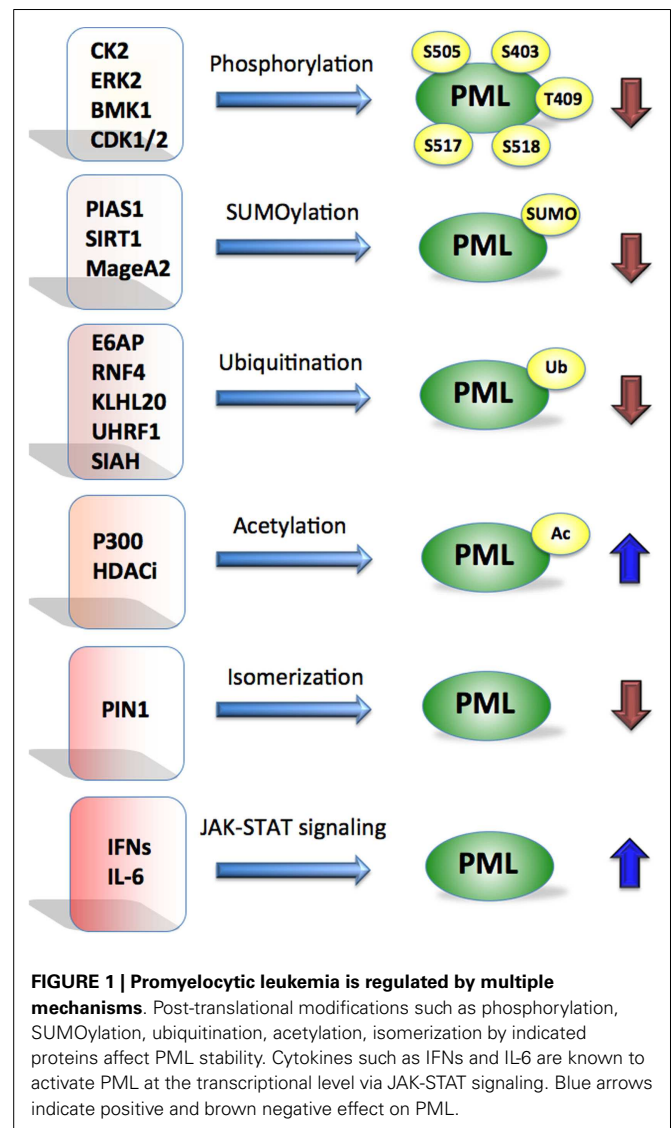 CK2
ERK2
BMK1
CDK1/2
Phosphorylation
S505
S403
PML
T409
S517
S518
PIAS1
SIRT1
MageA2
SUMOylation
SUMO
PML
E6AP
RNF4
KLHL20
UHRF1
SIAH
Ubiquitination
Ub
PML
P300
HDACi
Acetylation
Ac
PML
PIN1
Isomerization
PML
IFNs
IL-6
JAK-STAT signaling
PML
FIGURE 1 | Promyelocytic leukemia is regulated by multiple
mechanisms. Post-translational modifications such as phosphorylation,
SUMOylation, ubiquitination, acetylation, isomerization by indicated
proteins affect PML stability. Cytokines such as IFNs and IL-6 are known to
activate PML at the transcriptional level via JAK-STAT signaling. Blue arrows
indicate positive and brown negative effect on PML.